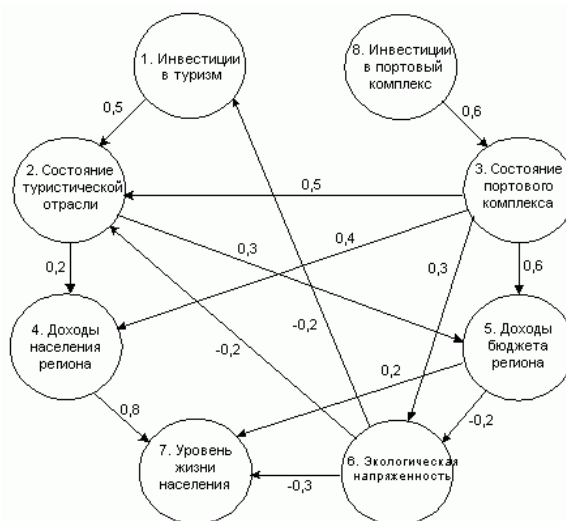 1. Инвестиции
в туризм
8. Инвестиции
в портовый
комплекс
0,5
0,6
2. Состояние
туристической
отрасли
0,5
3. Состояние
портового
комплекса
0,2
0,3
0,4
0,3
0,6
4. Доходы
населения
региона
-0,2
-0,2
5. Доходы
бюджета
региона
0,2
0,8
-0,2
7. Уровень
жизни
населения
-0,3
6. Экологическая
напряженность